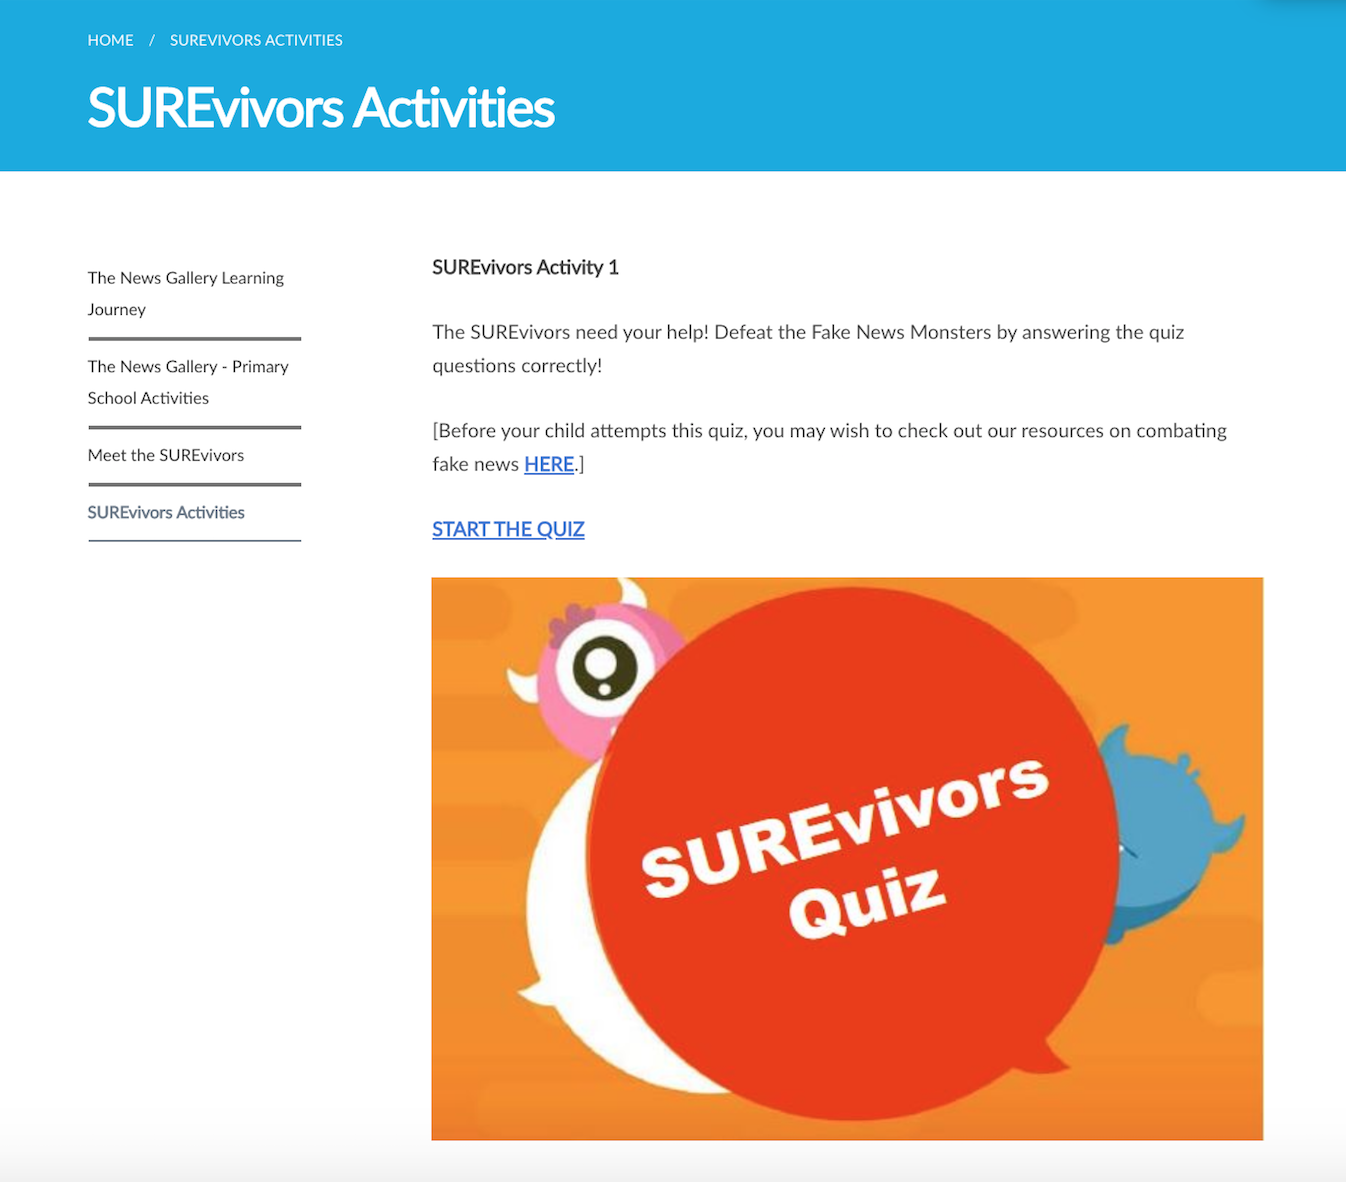 HOME / SUREVIVORS ACTIVITIES
SUREvivors Activities
The News Gallery Learning
Journey
The News Gallery - Primary
School Activities
Meet the SUREvivors
SUREvivors Activities
SUREvivors Activity 1
The SUREvivors need your help! Defeat the Fake News Monsters by answering the quiz
questions correctly!
[Before your child attempts this quiz, you may wish to check out our resources on combating
fake news HERE.]
START THE QUIZ
SUREvivors
Quiz